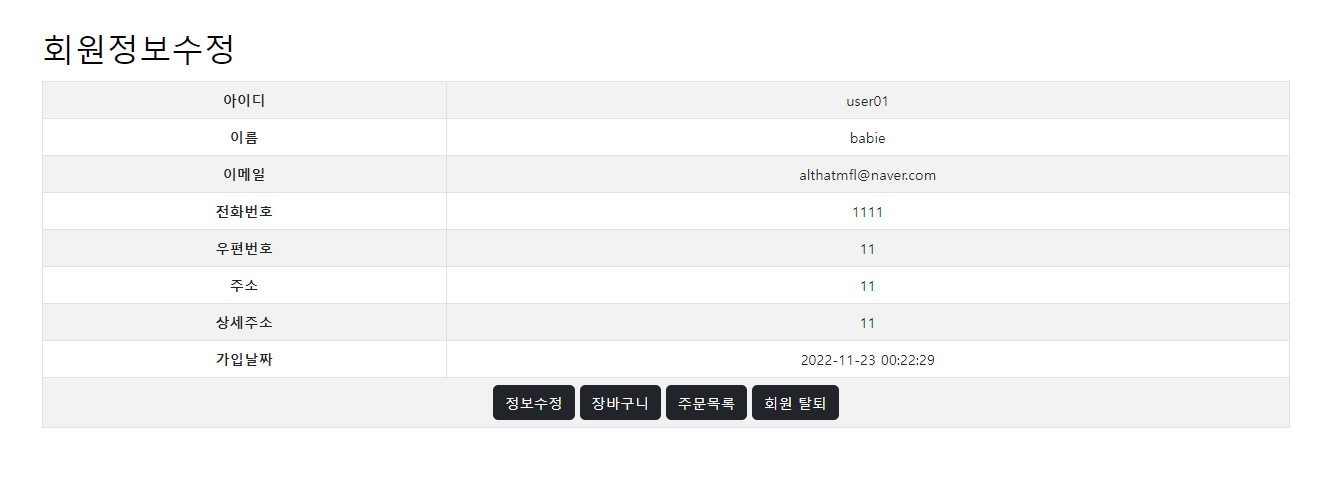 회원정보수정
아이디 user01
이름 babie
이메일 althatmfl@naver.com
전화번호 1111
우편번호 11
주소 11
상세주소 11
가입날짜 2022-11-23 00:22:29
정보수정 장바구니 주문목록 회원 탈퇴